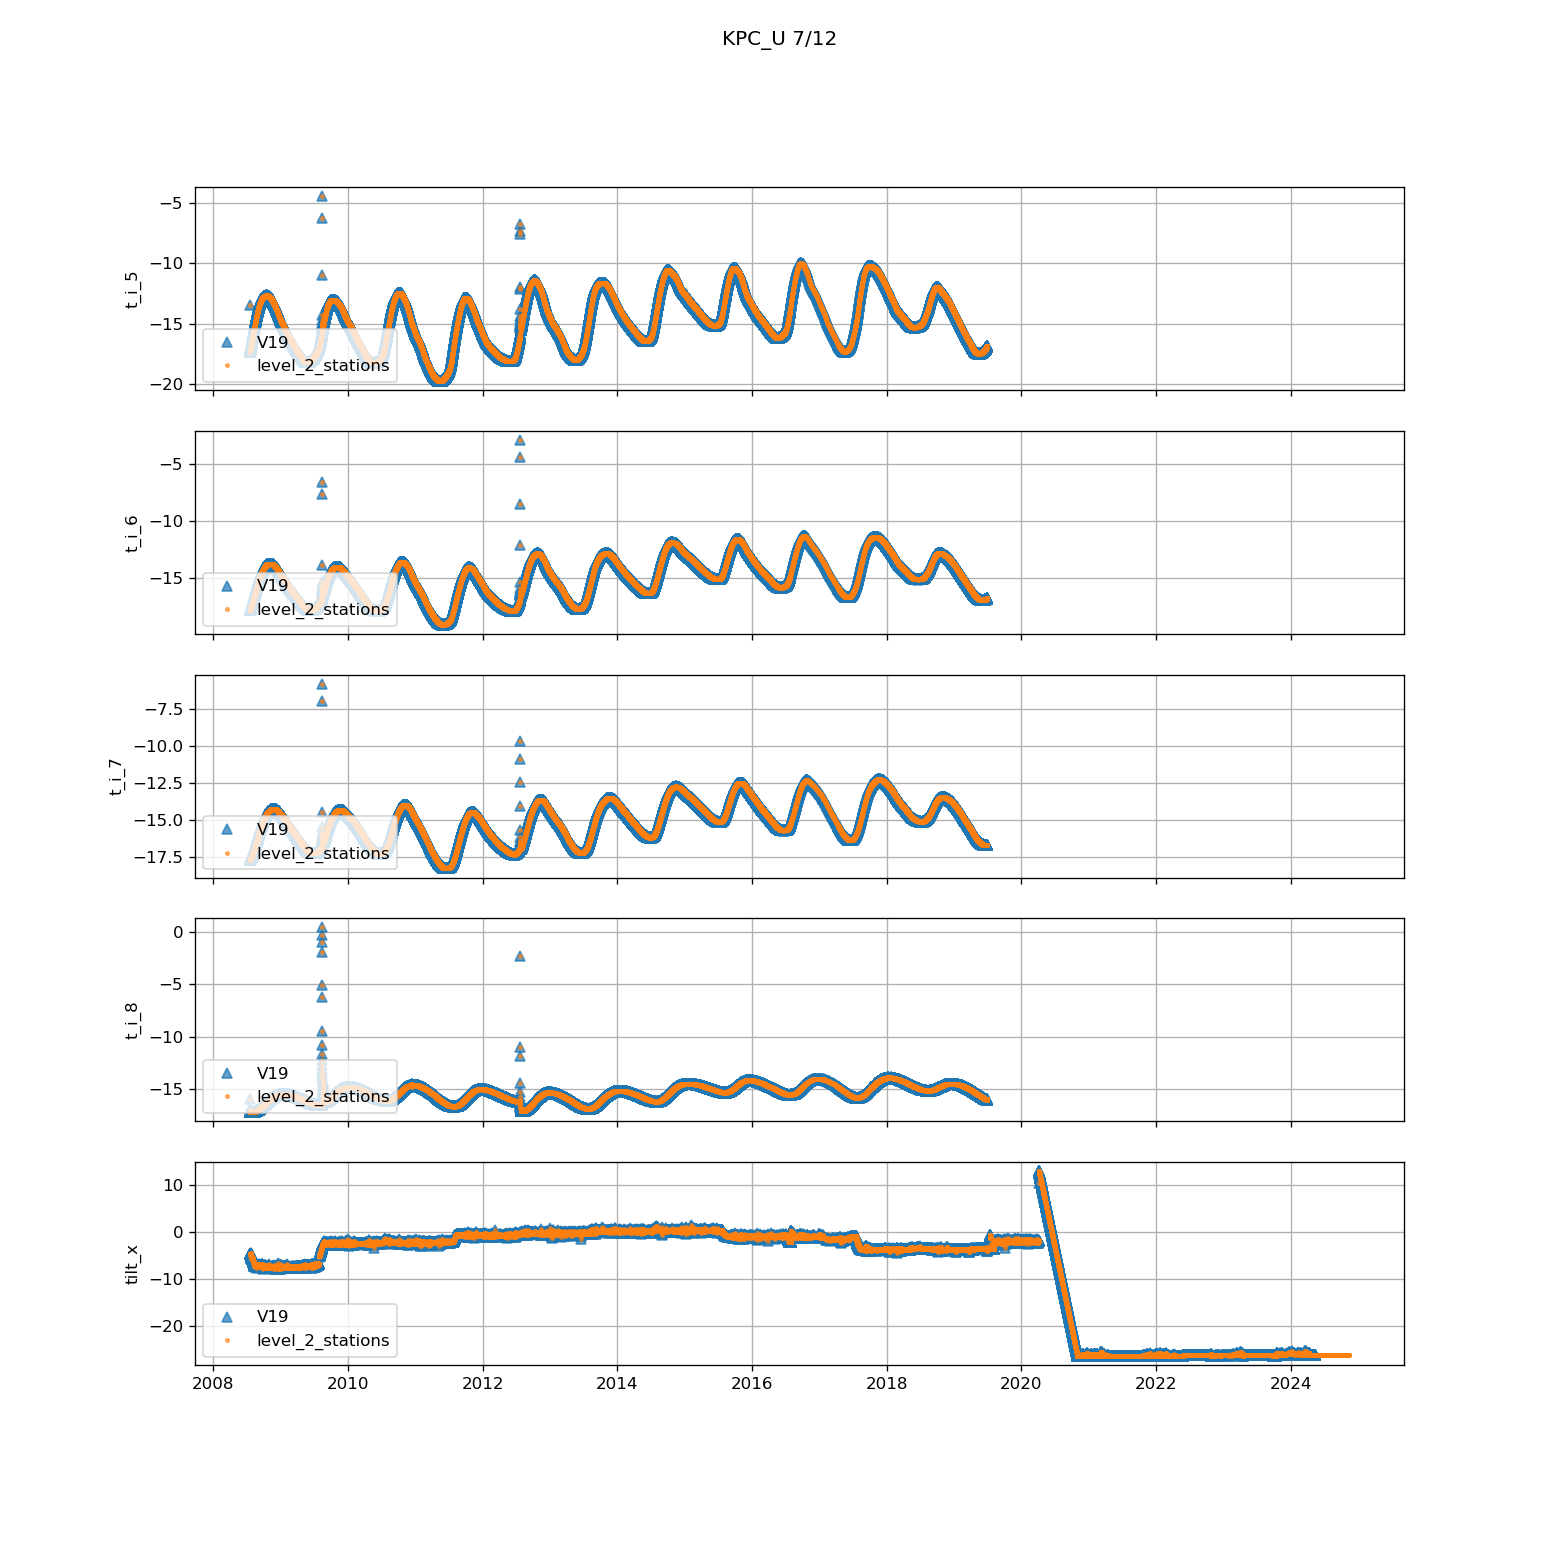 KPC_U 7/12
t_i_5
−5
−10
−15
−20
V19
level_2_stations
t_i_6
−5
−10
−15
V19
level_2_stations
t_i_7
−7.5
−10.0
−12.5
−15.0
−17.5
V19
level_2_stations
t_i_8
0
−5
−10
−15
V19
level_2_stations
tilt_x
10
0
−10
−20
V19
level_2_stations
2008 2010 2012 2014 2016 2018 2020 2022 2024